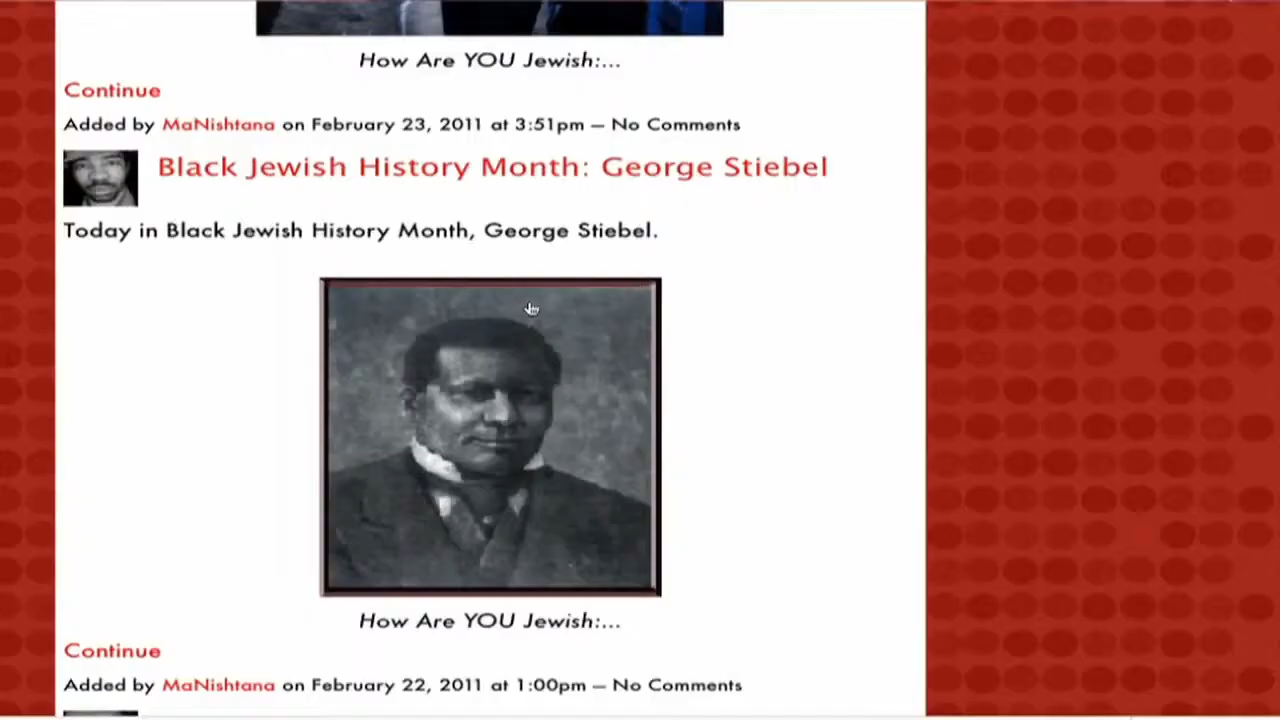 How Are YOU Jewish:...
Continue
Added by MaNishtana on February 23, 2011 at 3:51pm — No Comments
Black Jewish History Month: George Stiebel
Today in Black Jewish History Month, George Stiebel.
How Are YOU Jewish:...
Continue
Added by MaNishtana on February 22, 2011 at 1:00pm — No Comments